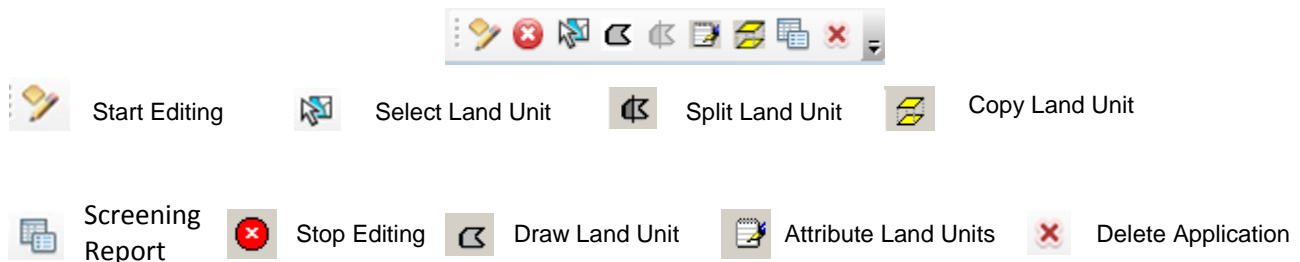 Start Editing
Select Land Unit
Split Land Unit
Copy Land Unit
Screening
Report
Stop Editing
Draw Land Unit
Attribute Land Units
Delete Application